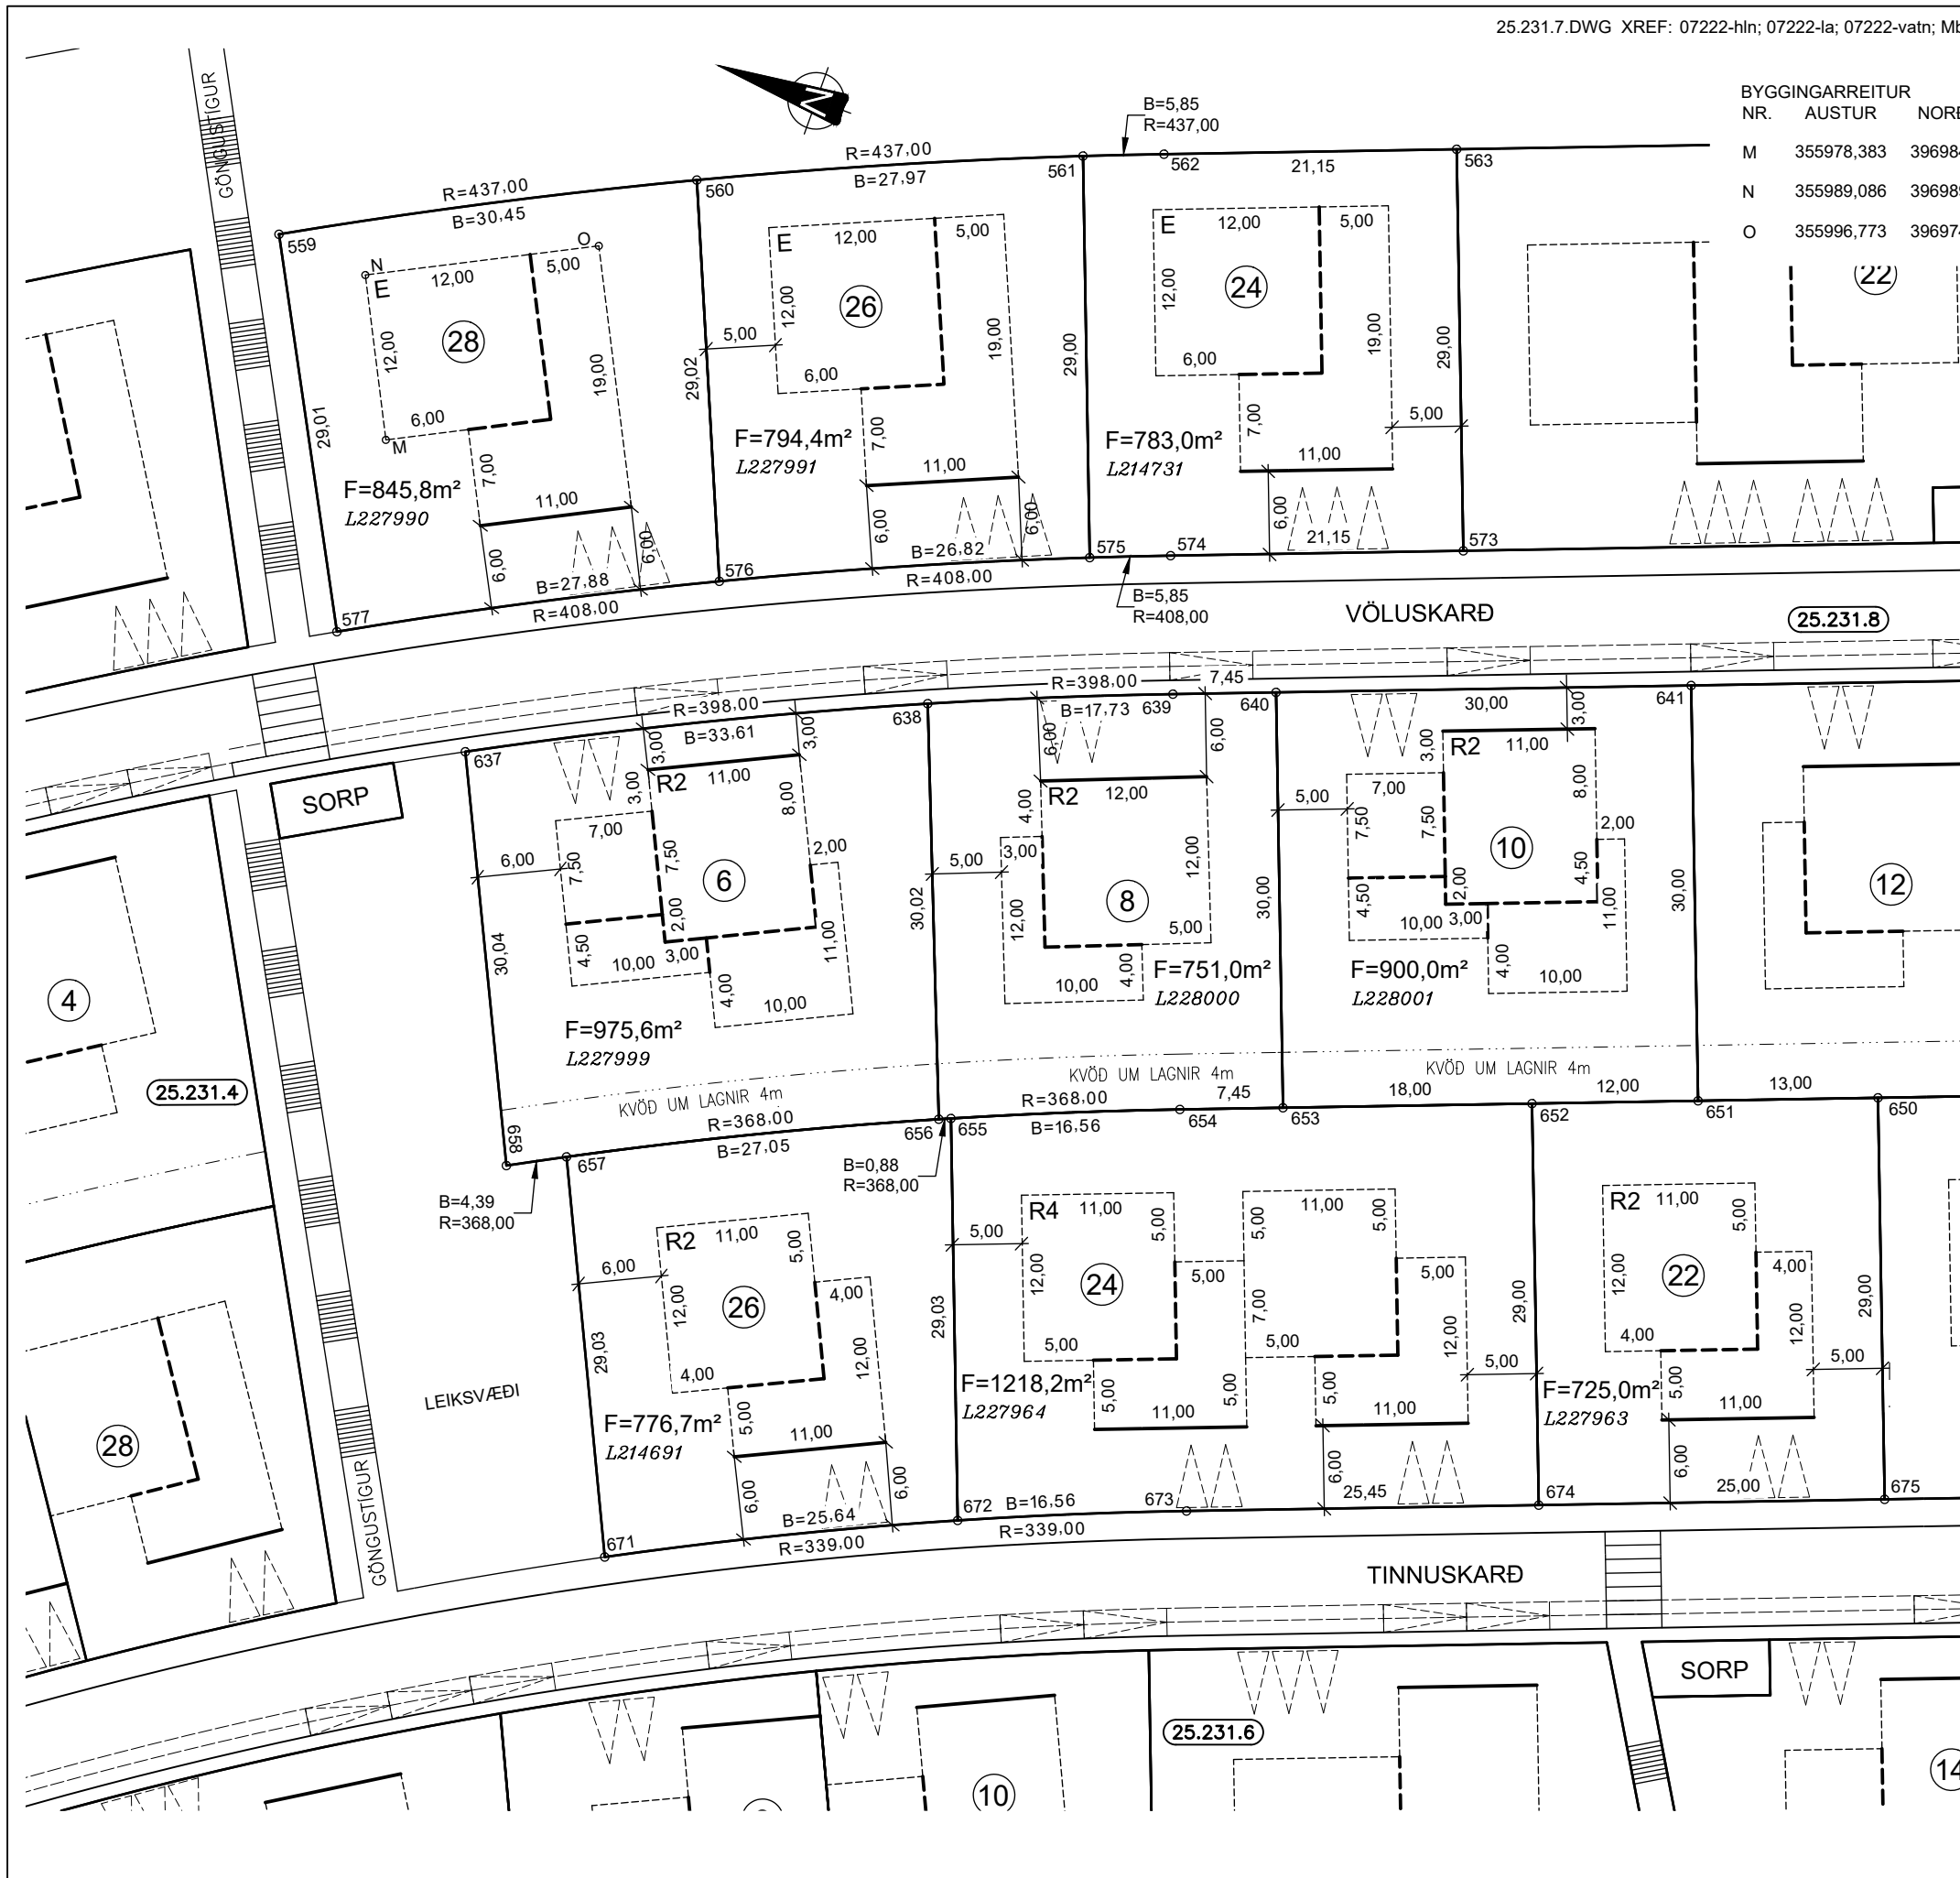 25.231.7.DWG XREF: 07222-hln; 07222-la; 07222-vatn;
BYGGINGARREITUR
NR. AUSTUR
M 355978,383
N 355989,086
O 355996,773
GÖNGUSTÍGUR
N
B=5,85
R=437,00
R=437,00
B=30,45
R=437,00
B=27,97
559
560
561
562
21,15
563
N
O
E
12,00
5,00
12,00
28
19,00
6,00
M
29,01
7,00
F=845,8m²
L227990
11,00
6,00
6,00
B=27,88
R=408,00
577
576
E
12,00
5,00
12,00
26
19,00
5,00
29,02
6,00
F=794,4m²
L227991
7,00
11,00
6,00
6,00
B=26,82
R=408,00
E
12,00
5,00
12,00
24
19,00
29,00
29,00
6,00
F=783,0m²
L214731
7,00
11,00
5,00
6,00
21,15
575
574
573
B=5,85
R=408,00
22
VÖLUSKARÐ
25.231.8
637
R=398,00
B=33,61
638
R=398,00
B=17,73
639
7,45
640
30,00
641
SORP
3,00
3,00
3,00
R2
11,00
7,00
8,00
6,00
7,50
7,50
6
2,00
2,00
4,50
10,00
3,00
4,00
10,00
11,00
30,04
F=975,6m²
L227999
6,00
6,00
R2
12,00
4,00
3,00
5,00
12,00
8
12,00
5,00
10,00
4,00
30,02
F=751,0m²
L228000
3,00
3,00
R2
11,00
7,00
8,00
5,00
7,50
7,50
10
2,00
2,00
4,50
4,50
10,00
3,00
4,00
10,00
11,00
30,00
30,00
F=900,0m²
L228001
12
4
25.231.4
KVÖÐ UM LAGNIR 4m
KVÖÐ UM LAGNIR 4m
KVÖÐ UM LAGNIR 4m
658
657
R=368,00
B=27,05
656
655
R=368,00
B=16,56
7,45
654
653
18,00
652
12,00
651
13,00
650
B=4,39
R=368,00
B=0,88
R=368,00
R2
11,00
5,00
6,00
12,00
26
4,00
12,00
4,00
5,00
11,00
29,03
F=776,7m²
L214691
6,00
6,00
B=25,64
R=339,00
671
LEIKSVÆÐI
28
GÖNGUSTÍGUR
R4
11,00
5,00
5,00
12,00
24
5,00
5,00
11,00
5,00
5,00
7,00
5,00
12,00
5,00
5,00
5,00
5,00
11,00
11,00
29,03
F=1218,2m²
L227964
6,00
672
B=16,56
R=339,00
673
25,45
674
R2
11,00
5,00
12,00
22
4,00
12,00
4,00
5,00
5,00
11,00
29,00
29,00
F=725,0m²
L227963
6,00
25,00
675
TINNUSKARÐ
SORP
25.231.6
10
14